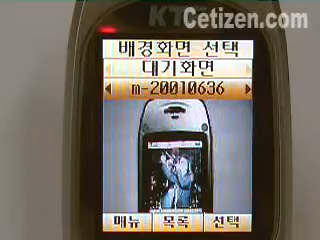 Cetizen.com
KTF
배경화면 선택
대기화면
m-20010636
메뉴 목록 선택